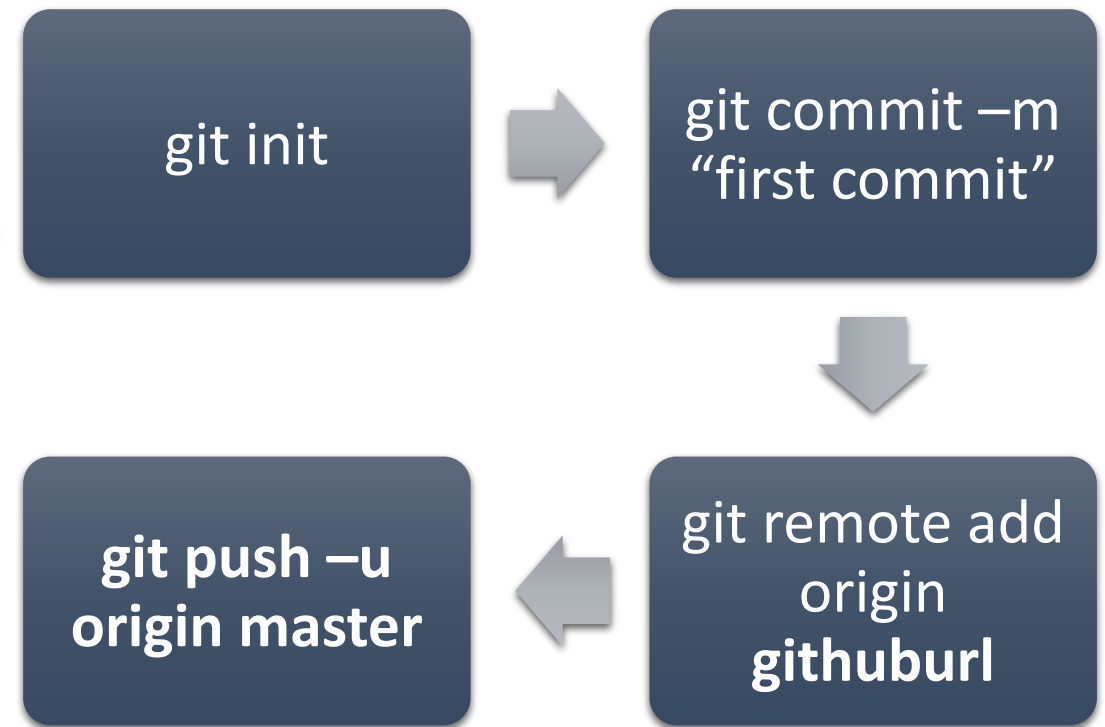 git init
git commit –m
“first commit”
git remote add
origin
githuburl
git push –u
origin master